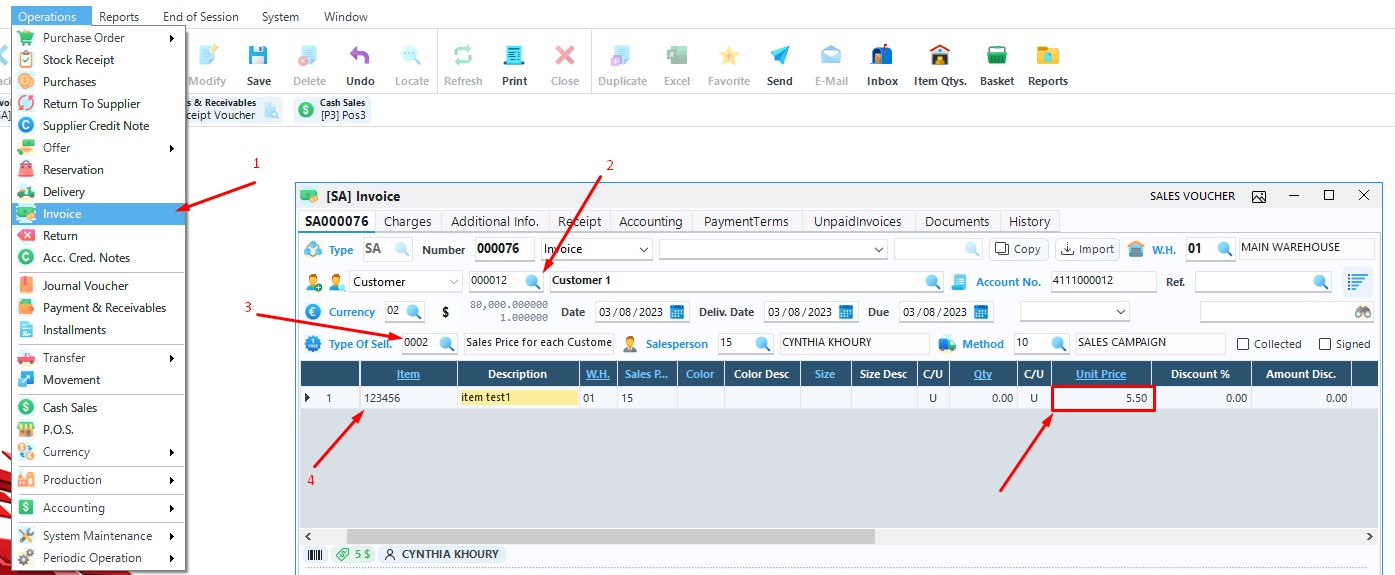 Operations Reports End of Session System Window
Purchase Order
Stock Receipt
Purchases
Return To Supplier
Supplier Credit Note
Offer
Reservation
Delivery
Invoice
Return
Acc. Cred. Notes
Journal Voucher
Payment & Receivables
Installments
Transfer
Movement
Cash Sales
P.O.S.
Currency
Production
Accounting
System Maintenance
Periodic Operation
Modify Save Delete Undo Locate Refresh Print Close Duplicate Excel Favorite Send E-Mail Inbox Item Qtys. Basket Reports
s & Receivables
ceipt Voucher
Cash Sales
[P3] Pos3
1
2
3
4
[SA] Invoice SALES VOUCHER
SA000076 Charges Additional Info. Receipt Accounting PaymentTerms UnpaidInvoices Documents History
Type SA Number 000076 Invoice Copy Import W.H. 01 MAIN WAREHOUSE
Customer 000012 Customer 1 Account No. 4111000012 Ref.
Currency 02 $ 80,000.000000
1.000000
Date 03/08/2023 Deliv. Date 03/08/2023 Due 03/08/2023
Type Of Sell. 0002 Sales Price for each Custome Salesperson 15 CYNTHIA KHOURY Method 10 SALES CAMPAIGN Collected Signed
Item Description W.H. Sales P... Color Color Desc Size Size Desc C/U Qty C/U Unit Price Discount % Amount Disc.
1 123456 item test1 01 15 U 0.00 U 5.50 0.00 0.00
5 $ CYNTHIA KHOURY